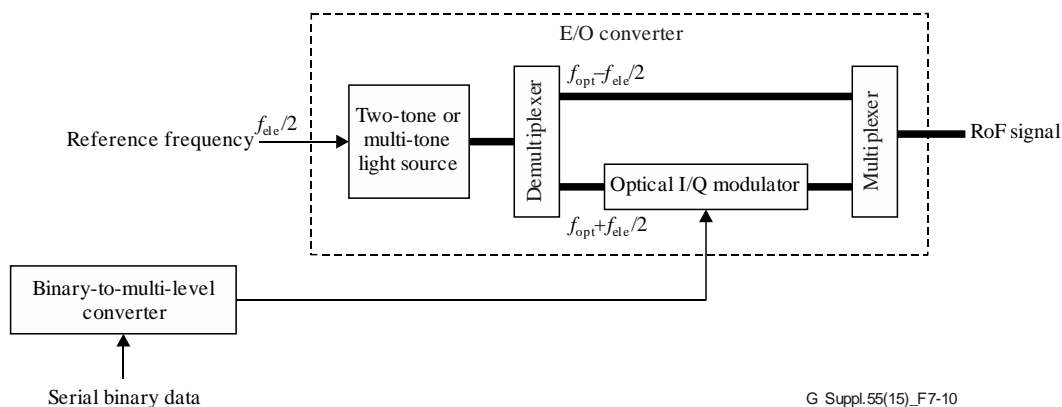 E/O converter
f_opt–f_ele/2
Two-tone or
multi-tone
light source
Reference frequency
f_ele/2
Demultiplexer
Multiplexer
RoF signal
Optical I/Q modulator
f_opt+f_ele/2
Binary-to-multi-level
converter
Serial binary data
G Suppl.55(15)_F7-10